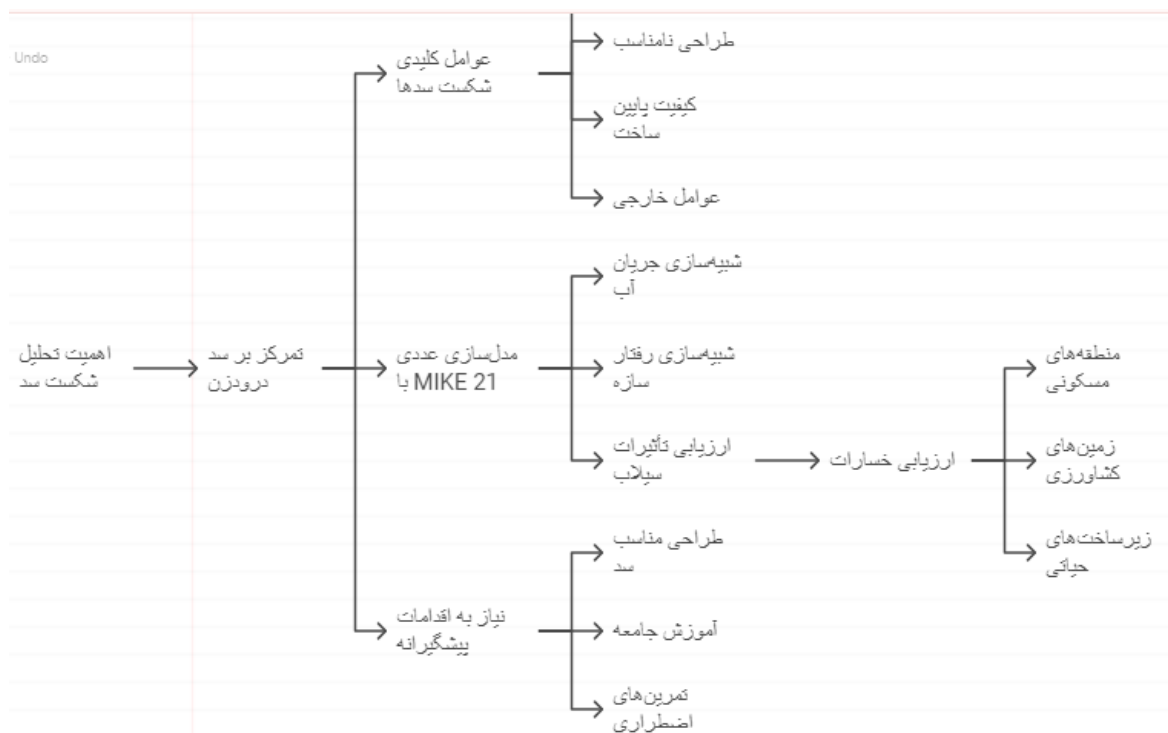 Undo
طراحی نامناسب
عوامل کلیدی
شکست سدها
کیفیت پایین
ساخت
عوامل خارجی
شبیه‌سازی جریان
آب
اهمیت تحلیل
شکست سد
تمرکز بر سد
درودزن
مدل‌سازی عددی
با MIKE 21
شبیه‌سازی رفتار
سازه
ارزیابی تأثیرات
سیلاب
ارزیابی خسارات
منطقه‌های
مسکونی
زمین‌های
کشاورزی
زیرساخت‌های
حیاتی
نیاز به اقدامات
پیشگیرانه
طراحی مناسب
سد
آموزش جامعه
تمرین‌های
اضطراری